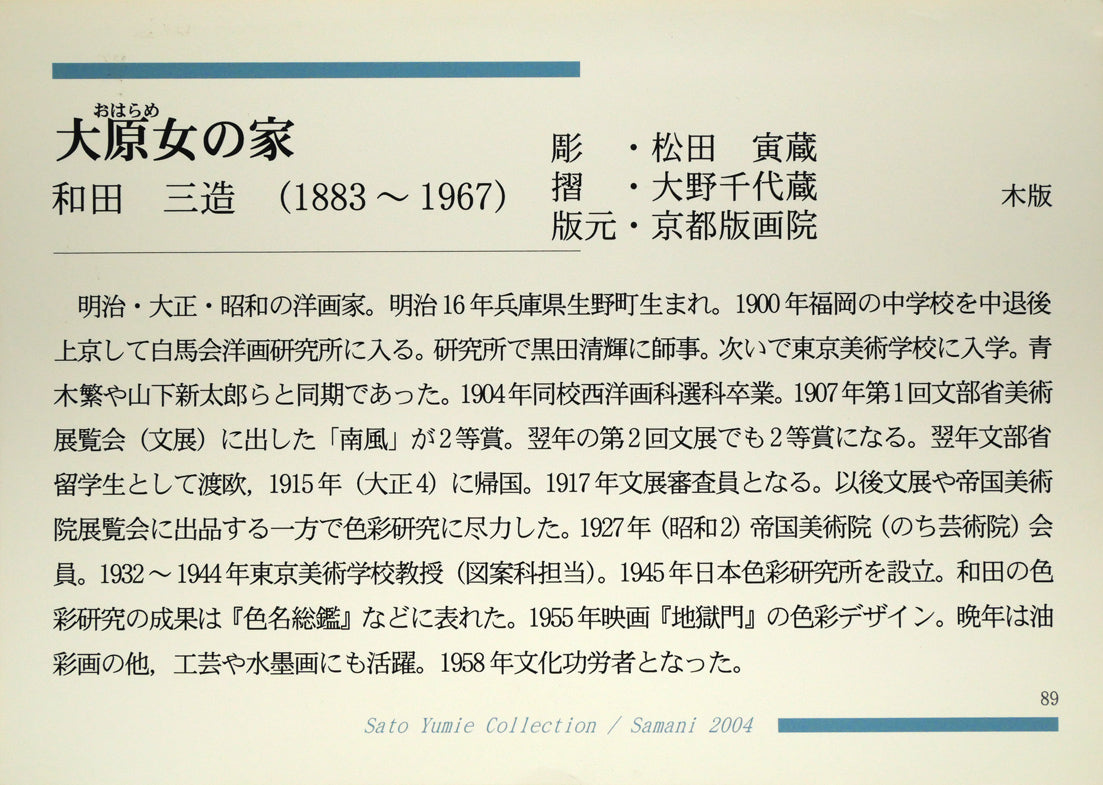 おはらめ
大原女の家
和田　三造　(1883～1967)
彫　・松田　寅蔵
摺　・大野千代蔵
版元・京都版画院
木版
明治・大正・昭和の洋画家。明治16年兵庫県生野町生まれ。1900年福岡の中学校を中退後
上京して白馬会洋画研究所に入る。研究所で黒田清輝に師事。次いで東京美術学校に入学。青
木繁や山下新太郎らと同期であった。1904年同校西洋画科選科卒業。1907年第1回文部省美術
展覧会（文展）に出した「南風」が2等賞。翌年の第2回文展でも2等賞になる。翌年文部省
留学生として渡欧，1915年（大正4）に帰国。1917年文展審査員となる。以後文展や帝国美術
院展覧会に出品する一方で色彩研究に尽力した。1927年（昭和2）帝国美術院（のち芸術院）会
員。1932～1944年東京美術学校教授（図案科担当）。1945年日本色彩研究所を設立。和田の色
彩研究の成果は『色名総鑑』などに表れた。1955年映画『地獄門』の色彩デザイン。晩年は油
彩画の他，工芸や水墨画にも活躍。1958年文化功労者となった。
89
Sato Yumie Collection / Samani 2004